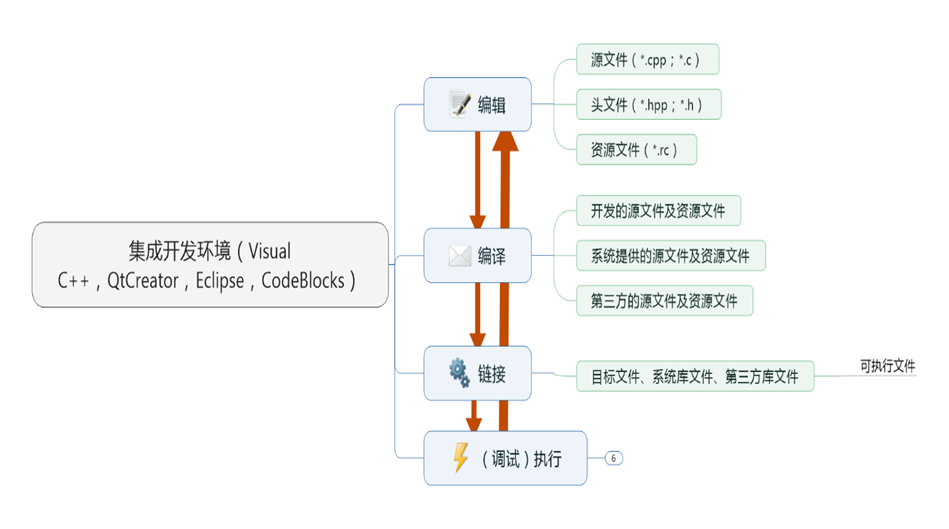 集成开发环境（Visual
C++，QtCreator，Eclipse，CodeBlocks）
编辑
源文件（*.cpp；*.c）
头文件（*.hpp；*.h）
资源文件（*.rc）
编译
开发的源文件及资源文件
系统提供的源文件及资源文件
第三方的源文件及资源文件
链接
目标文件、系统库文件、第三方库文件
可执行文件
（调试）执行
6